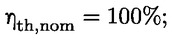 η_th,nom = 100%;